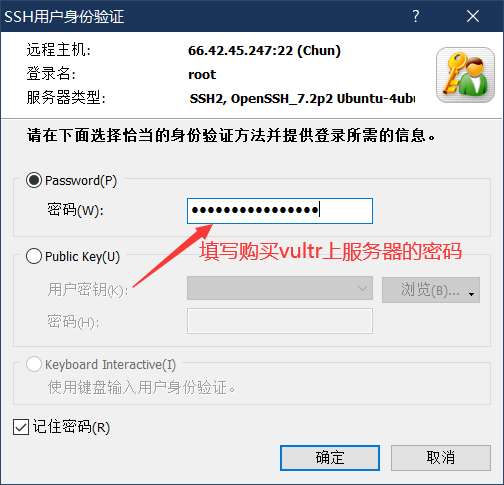 SSH用户身份验证
远程主机: 66.42.45.247:22 (Chun)
登录名: root
服务器类型: SSH2, OpenSSH_7.2p2 Ubuntu-4ubu
请在下面选择恰当的身份验证方法并提供登录所需的信息。
Password(P)
密码(W): ●●●●●●●●●●●●●●●●
填写购买vultr上服务器的密码
Public Key(U)
用户密钥(K): 浏览(B)...
密码(H):
Keyboard Interactive(I)
使用键盘输入用户身份验证。
记住密码(R)
确定 取消